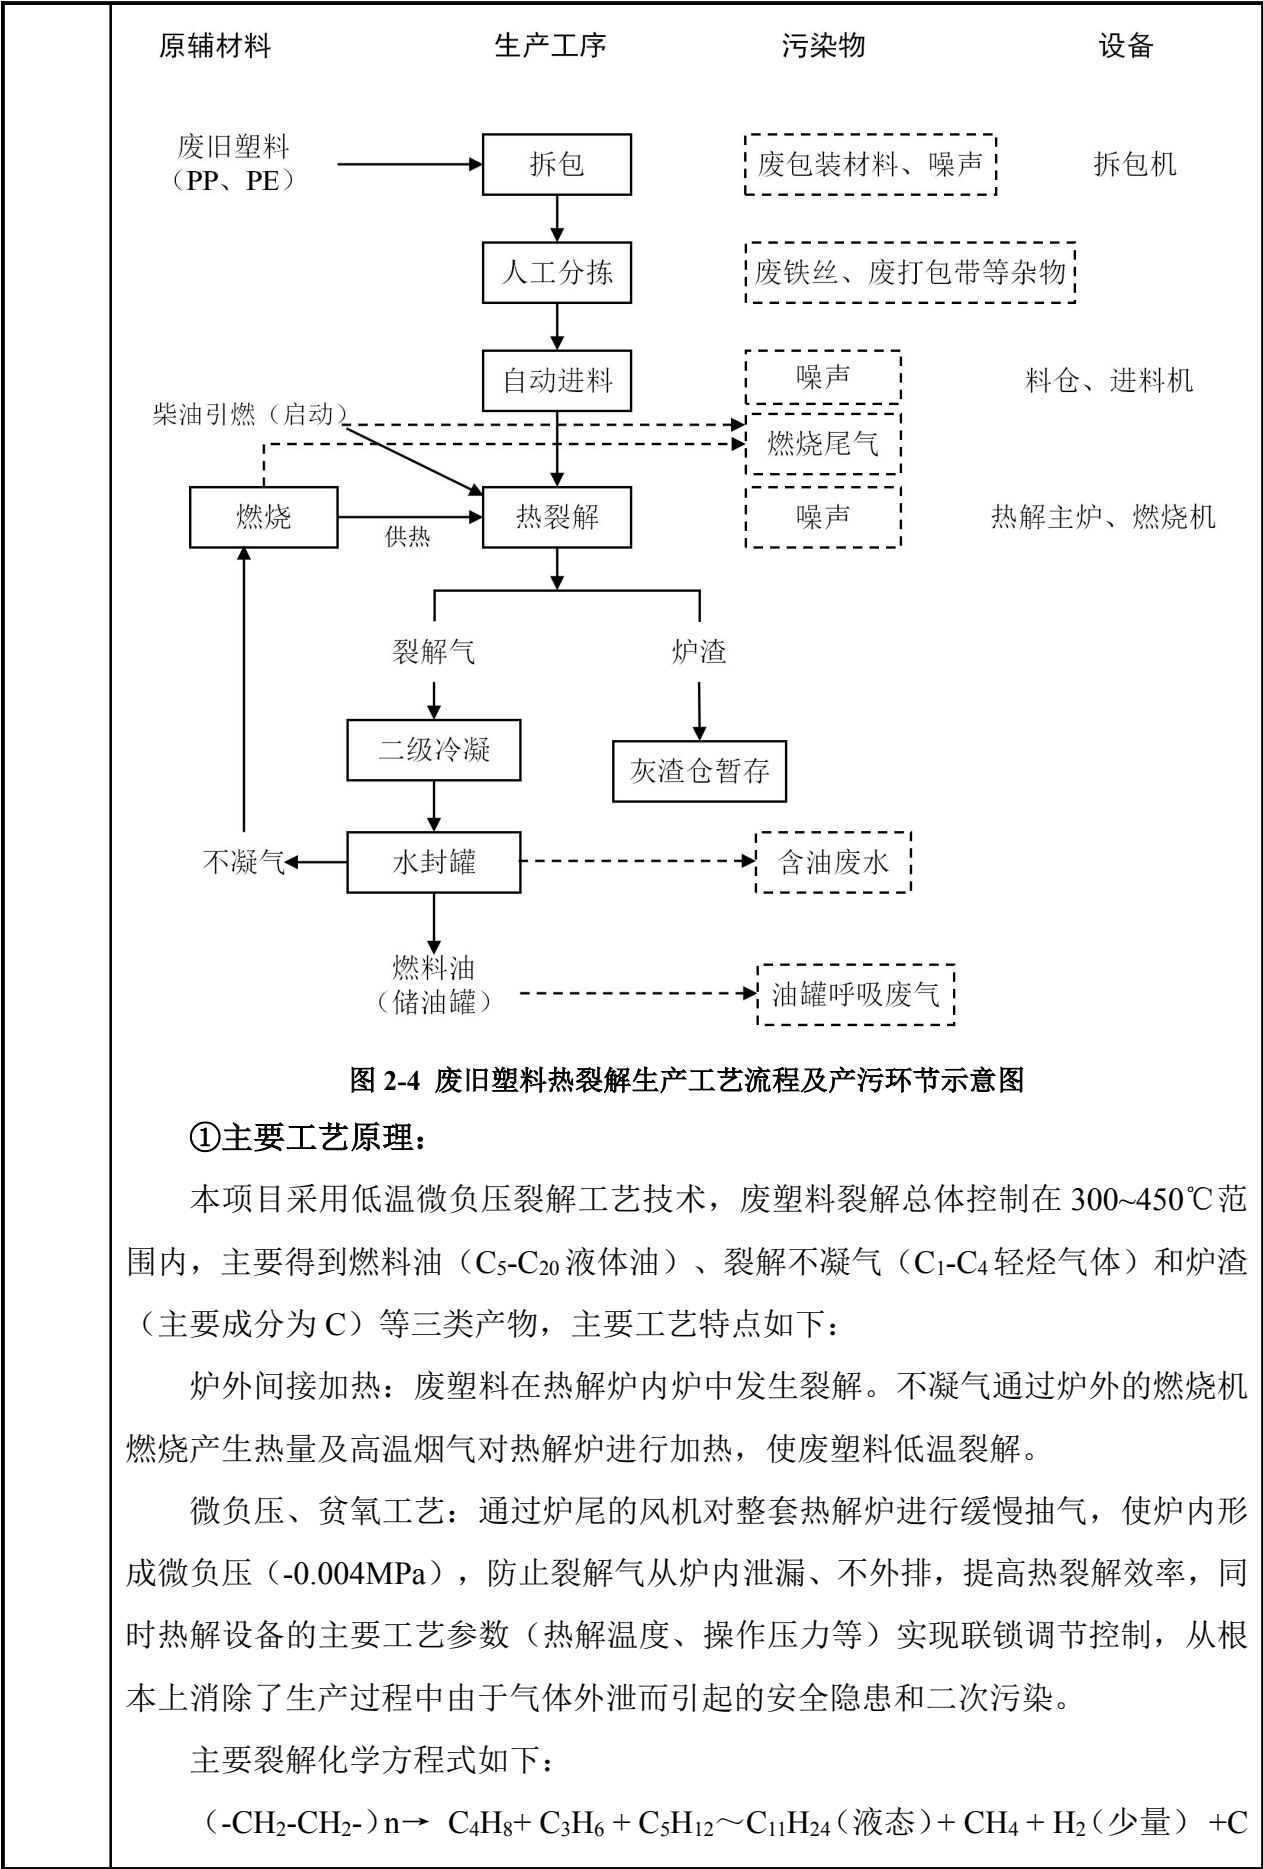 原辅材料 生产工序 污染物 设备
废旧塑料
（PP、PE）
拆包 废包装材料、噪声 拆包机
人工分拣 废铁丝、废打包带等杂物
自动进料 噪声 料仓、进料机
柴油引燃（启动）
燃烧尾气
燃烧 供热 热裂解 噪声 热解主炉、燃烧机
裂解气 炉渣
二级冷凝 灰渣仓暂存
不凝气 水封罐 含油废水
燃料油
（储油罐） 油罐呼吸废气
图 2-4 废旧塑料热裂解生产工艺流程及产污环节示意图
①主要工艺原理：
本项目采用低温微负压裂解工艺技术，废塑料裂解总体控制在 300~450℃范
围内，主要得到燃料油（C₅-C₂₀液体油）、裂解不凝气（C₁-C₄轻烃气体）和炉渣
（主要成分为 C）等三类产物，主要工艺特点如下：
炉外间接加热：废塑料在热解炉内炉中发生裂解。不凝气通过炉外的燃烧机
燃烧产生热量及高温烟气对热解炉进行加热，使废塑料低温裂解。
微负压、贫氧工艺：通过炉尾的风机对整套热解炉进行缓慢抽气，使炉内形
成微负压（-0.004MPa），防止裂解气从炉内泄漏、不外排，提高热裂解效率，同
时热解设备的主要工艺参数（热解温度、操作压力等）实现联锁调节控制，从根
本上消除了生产过程中由于气体外泄而引起的安全隐患和二次污染。
主要裂解化学方程式如下：
（-CH₂-CH₂-）n→ C₄H₈+ C₃H₆ + C₅H₁₂～C₁₁H₂₄（液态）+ CH₄ + H₂（少量） +C